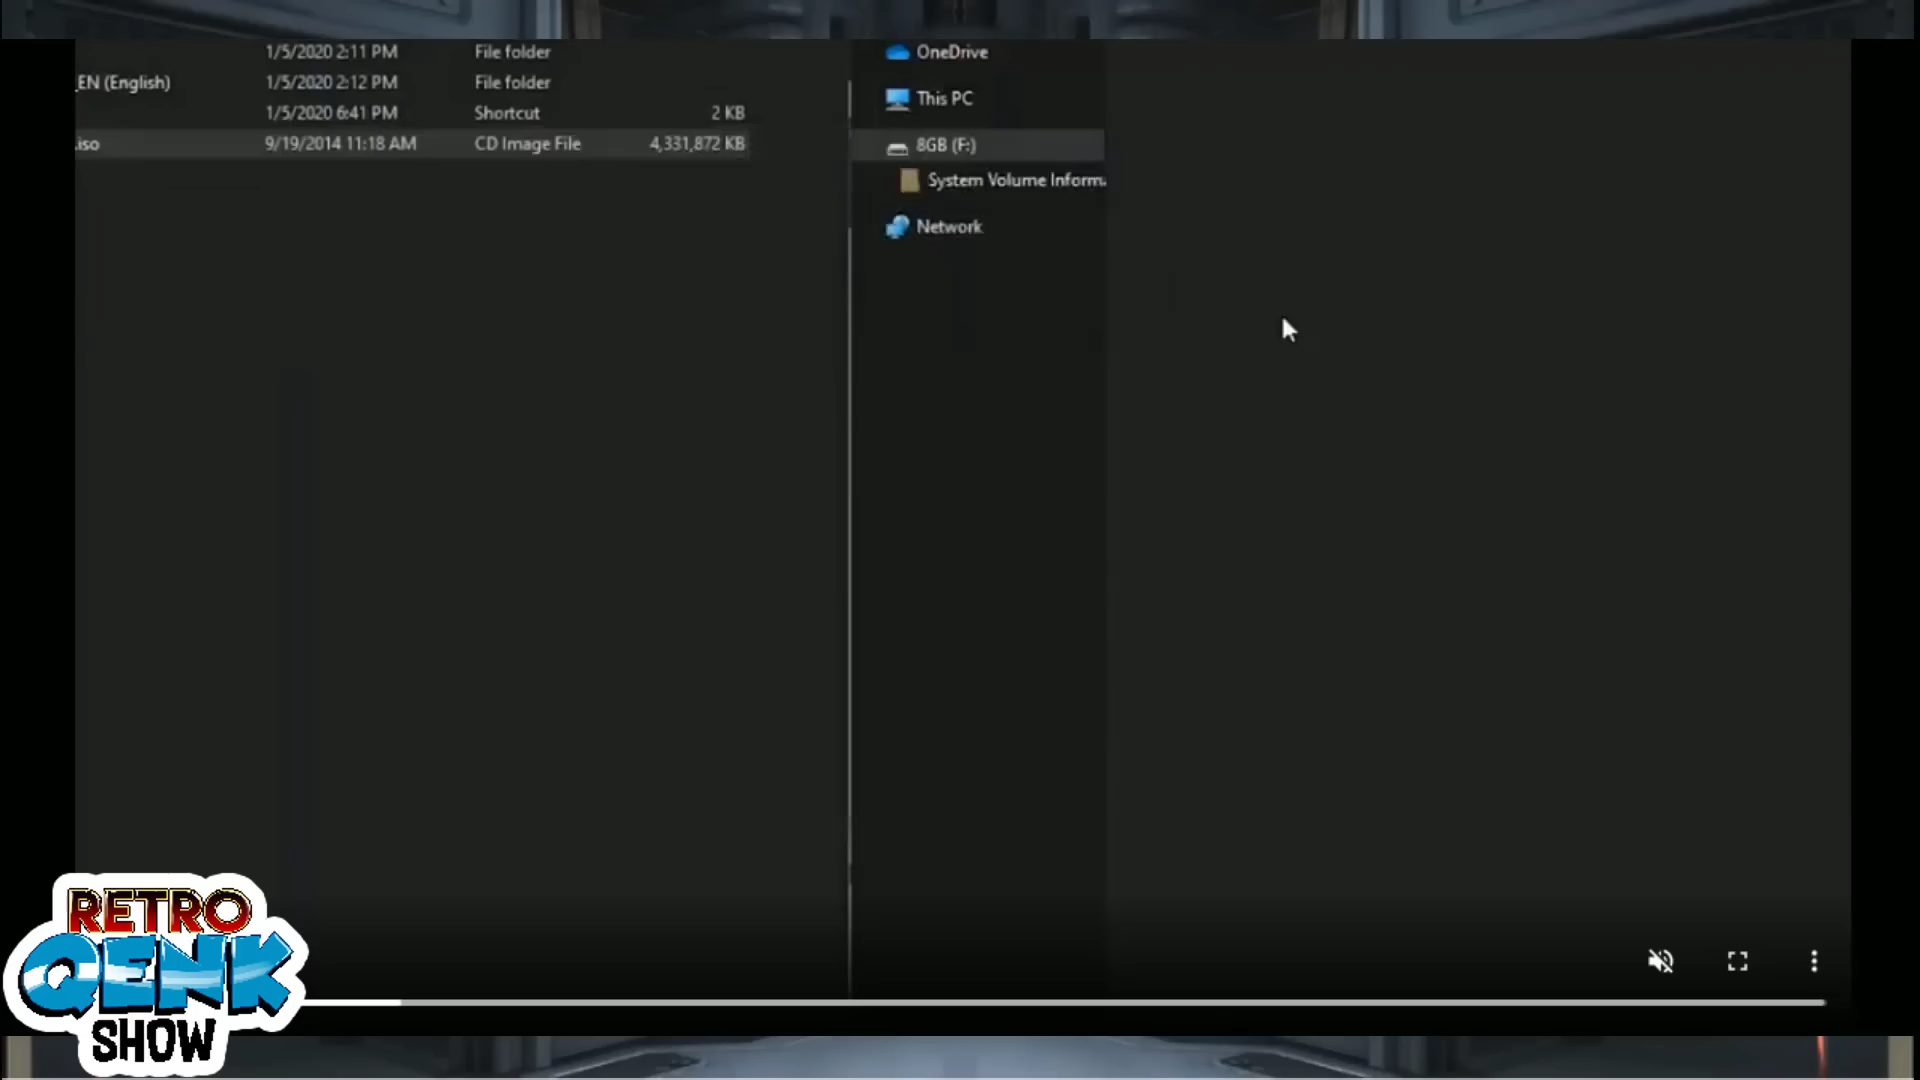 1/5/2020 2:11 PM File folder
_EN (English) 1/5/2020 2:12 PM File folder
1/5/2020 6:41 PM Shortcut 2 KB
.iso 9/19/2014 11:18 AM CD Image File 4,331,872 KB
OneDrive
This PC
8GB (F:)
System Volume Inform
Network
RETRO
QENK
SHOW